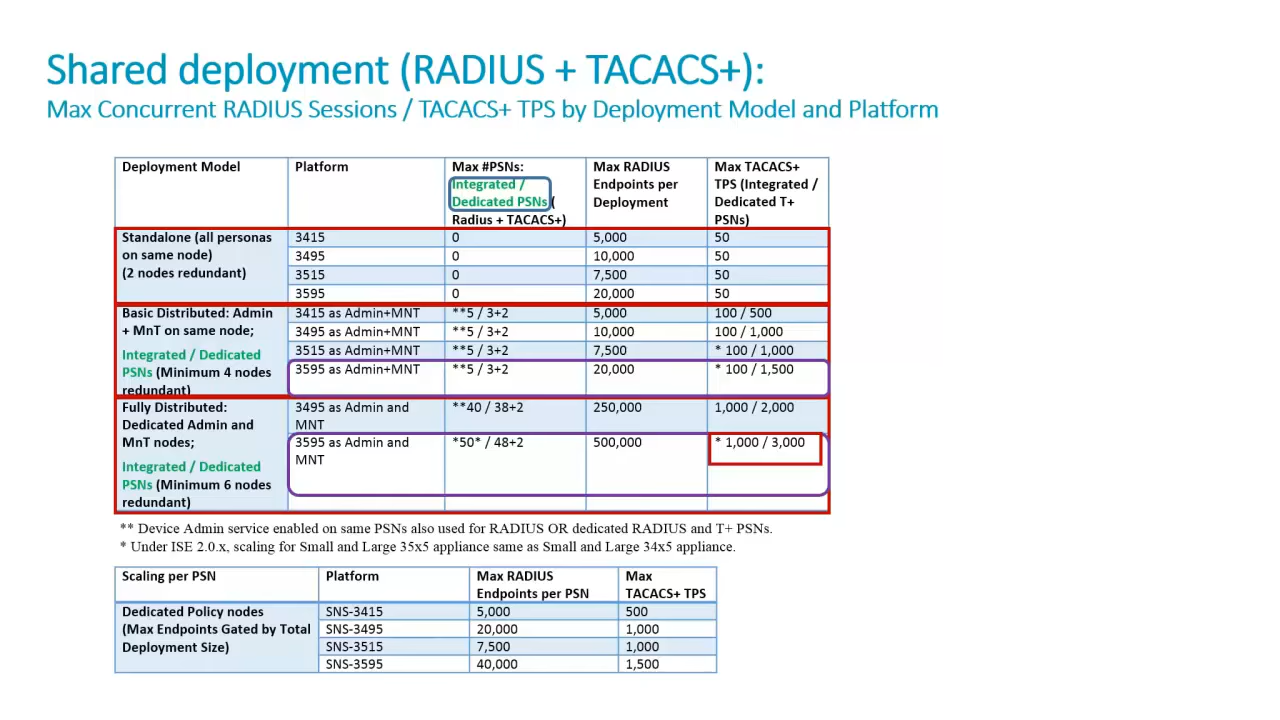 Shared deployment (RADIUS + TACACS+):
Max Concurrent RADIUS Sessions / TACACS+ TPS by Deployment Model and Platform
Deployment Model
Platform
Max #PSNs:
Integrated /
Dedicated PSNs (
Radius + TACACS+)
Max RADIUS
Endpoints per
Deployment
Max TACACS+
TPS (Integrated /
Dedicated T+
PSNs)
Standalone (all personas
on same node)
(2 nodes redundant)
3415 0 5,000 50
3495 0 10,000 50
3515 0 7,500 50
3595 0 20,000 50
Basic Distributed: Admin
+ MnT on same node;
Integrated / Dedicated
PSNs (Minimum 4 nodes
redundant)
3415 as Admin+MNT **5 / 3+2 5,000 100 / 500
3495 as Admin+MNT **5 / 3+2 10,000 100 / 1,000
3515 as Admin+MNT **5 / 3+2 7,500 * 100 / 1,000
3595 as Admin+MNT **5 / 3+2 20,000 * 100 / 1,500
Fully Distributed:
Dedicated Admin and
MnT nodes;
Integrated / Dedicated
PSNs (Minimum 6 nodes
redundant)
3495 as Admin and
MNT
**40 / 38+2 250,000 1,000 / 2,000
3595 as Admin and
MNT
*50* / 48+2 500,000 * 1,000 / 3,000
** Device Admin service enabled on same PSNs also used for RADIUS OR dedicated RADIUS and T+ PSNs.
* Under ISE 2.0.x, scaling for Small and Large 35x5 appliance same as Small and Large 34x5 appliance.
Scaling per PSN
Platform
Max RADIUS
Endpoints per PSN
Max
TACACS+ TPS
Dedicated Policy nodes
(Max Endpoints Gated by Total
Deployment Size)
SNS-3415 5,000 500
SNS-3495 20,000 1,000
SNS-3515 7,500 1,000
SNS-3595 40,000 1,500